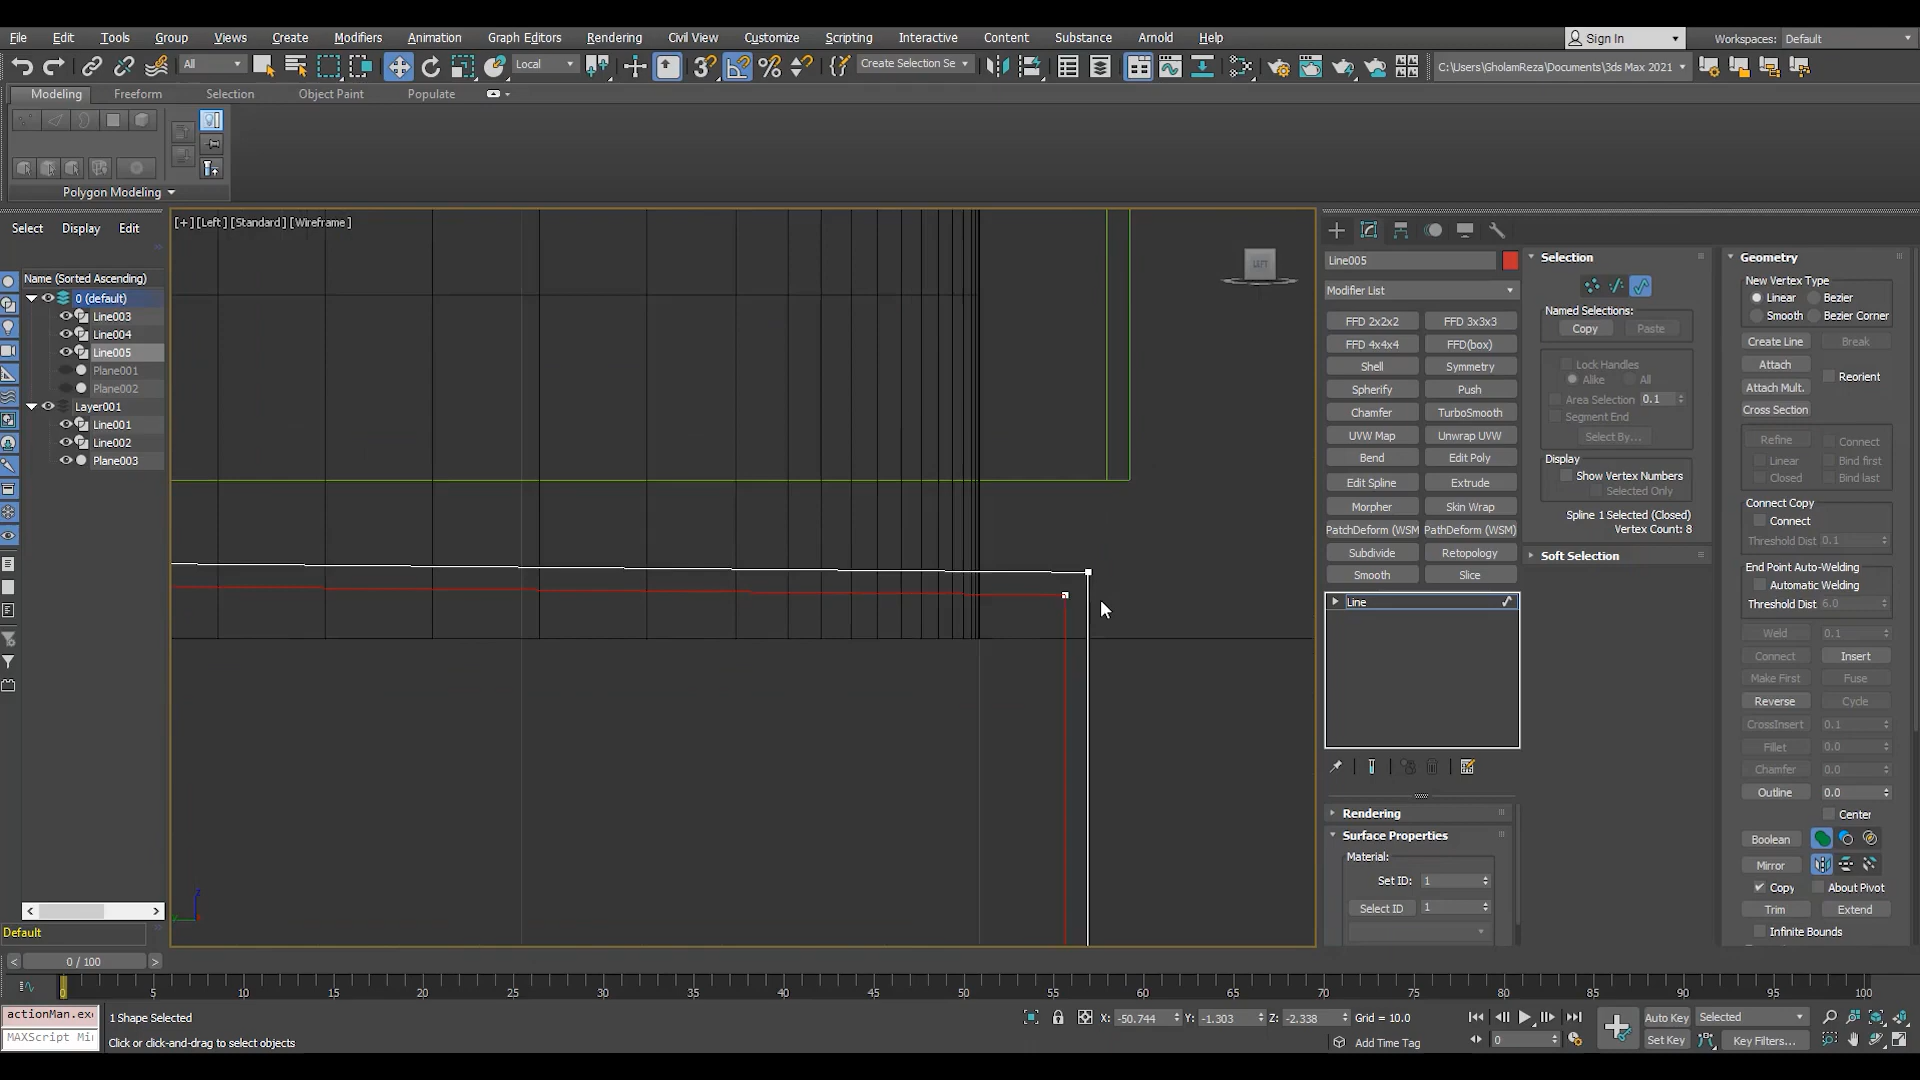 File Edit Tools Group Views Create Modifiers Animation Graph Editors Rendering Civil View Customize Scripting Interactive Content Substance Arnold Help
Sign In
Workspaces: Default
All
Local
Create Selection Se
C:\Users\GholamReza\Documents\3ds Max 2021
Modeling Freeform Selection Object Paint Populate
Polygon Modeling
Select Display Edit
Name (Sorted Ascending)
0 (default)
Line003
Line004
Line005
Plane001
Plane002
Layer001
Line001
Line002
Plane003
Default
[+] [Left] [Standard] [Wireframe]
LEFT
Line005
Modifier List
FFD 2x2x2 FFD 3x3x3
FFD 4x4x4 FFD(box)
Shell Symmetry
Spherify Push
Chamfer TurboSmooth
UVW Map Unwrap UVW
Bend Edit Poly
Edit Spline Extrude
Morpher Skin Wrap
PatchDeform (WSM PathDeform (WSM)
Subdivide Retopology
Smooth Slice
Line
Rendering
Surface Properties
Material:
Set ID: 1
Select ID 1
Selection
Named Selections:
Copy Paste
Lock Handles
Alike All
Area Selection 0.1
Segment End
Select By...
Display
Show Vertex Numbers
Selected Only
Spline 1 Selected (Closed)
Vertex Count: 8
Soft Selection
Geometry
New Vertex Type
Linear Bezier
Smooth Bezier Corner
Create Line Break
Attach
Reorient
Attach Mult.
Cross Section
Refine Connect
Linear Bind first
Closed Bind last
Connect Copy
Connect
Threshold Dist 0.1
End Point Auto-Welding
Automatic Welding
Threshold Dist 6.0
Weld 0.1
Connect Insert
Make First Fuse
Reverse Cycle
CrossInsert 0.1
Fillet 0.0
Chamfer 0.0
Outline 0.0
Center
Boolean
Mirror
Copy About Pivot
Trim Extend
Infinite Bounds
< 0 / 100 >
0 5 10 15 20 25 30 35 40 45 50 55 60 65 70 75 80 85 90 95 100
actionMan.exe
1 Shape Selected
X: -50.744 Y: -1.303 Z: -2.338 Grid = 10.0
Auto Key Selected
MAXScript Mi
Click or click-and-drag to select objects
Add Time Tag
0
Set Key Key Filters...